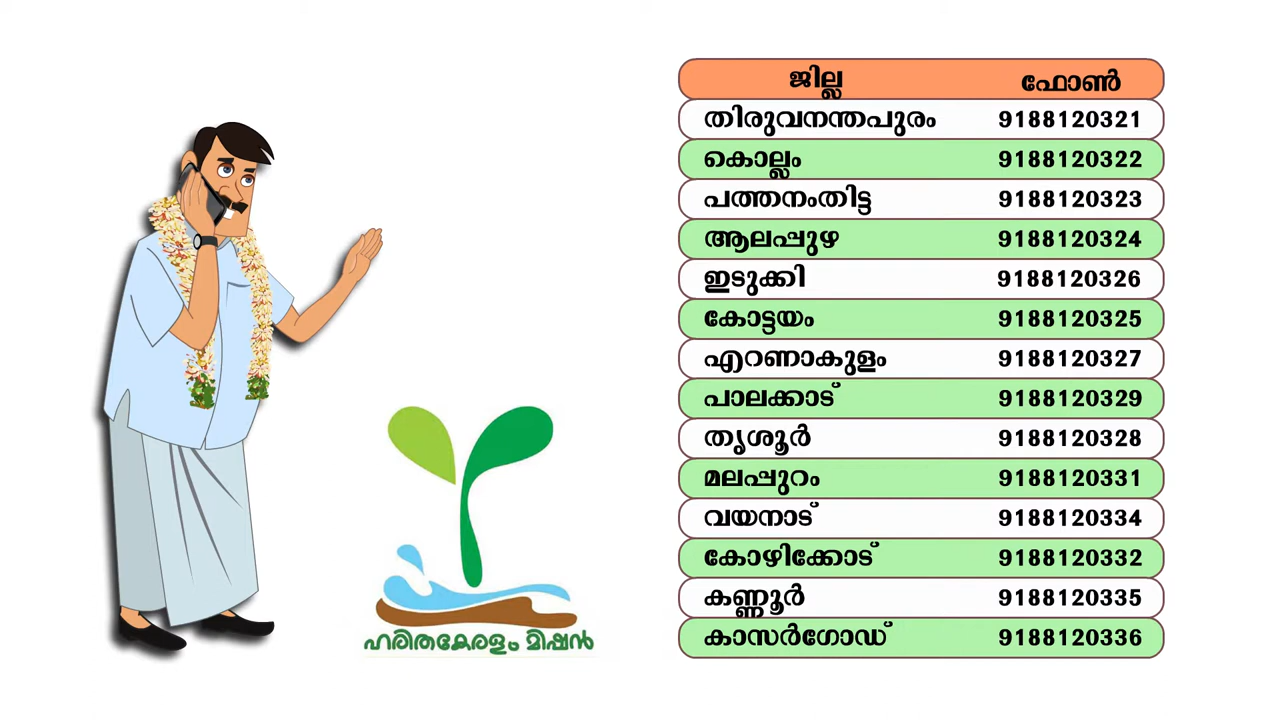 ജില്ല ഫോൺ
തിരുവനന്തപുരം 9188120321
കൊല്ലം 9188120322
പത്തനംതിട്ട 9188120323
ആലപ്പുഴ 9188120324
ഇടുക്കി 9188120326
കോട്ടയം 9188120325
എറണാകുളം 9188120327
പാലക്കാട് 9188120329
തൃശൂർ 9188120328
മലപ്പുറം 9188120331
വയനാട് 9188120334
കോഴിക്കോട് 9188120332
കണ്ണൂർ 9188120335
കാസർഗോഡ് 9188120336
ഹരിതകേരളം മിഷൻ